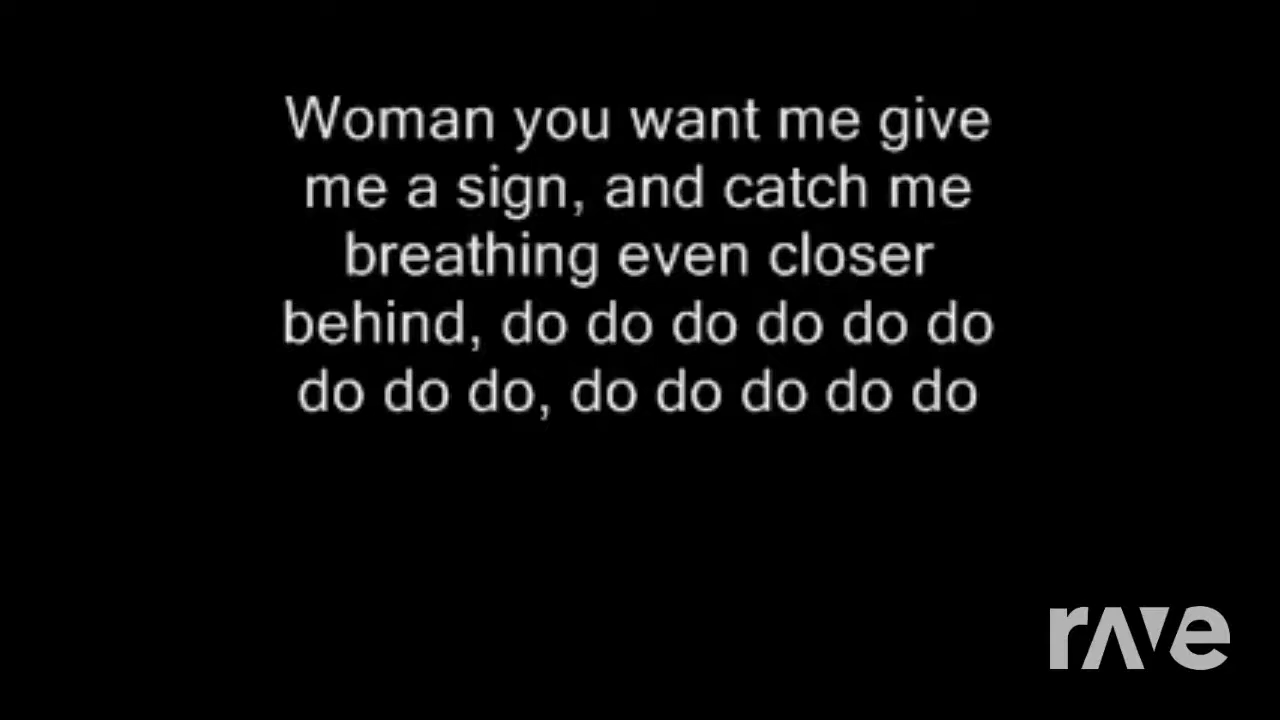 Woman you want me give
me a sign, and catch me
breathing even closer
behind, do do do do do do
do do do, do do do do do
rave